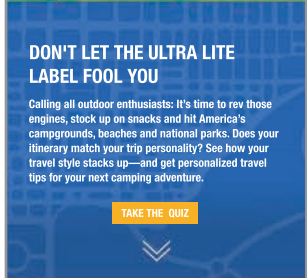 DON'T LET THE ULTRA LITE
LABEL FOOL YOU
Calling all outdoor enthusiasts: It's time to rev those
engines, stock up on snacks and hit America's
campgrounds, beaches and national parks. Does your
itinerary match your trip personality? See how your
travel style stacks up—and get personalized travel
tips for your next camping adventure.
TAKE THE QUIZ